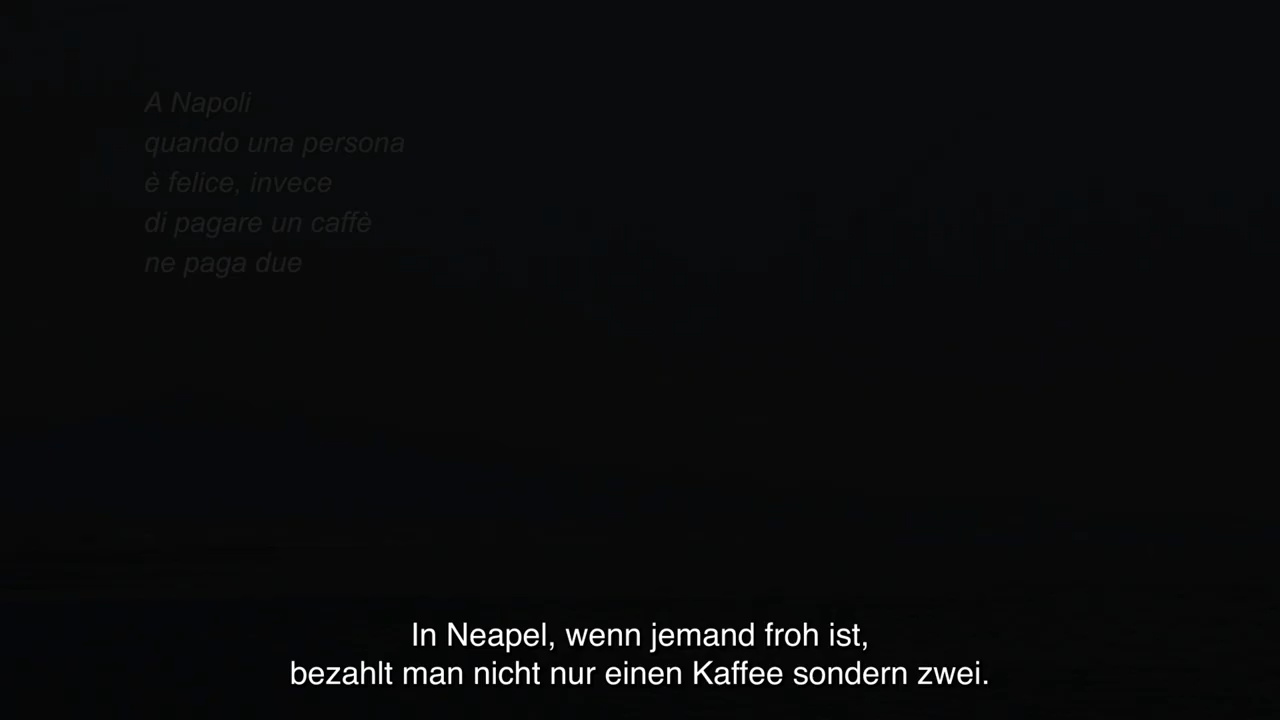 A Napoli
quando una persona
è felice, invece
di pagare un caffè
ne paga due
In Neapel, wenn jemand froh ist,
bezahlt man nicht nur einen Kaffee sondern zwei.